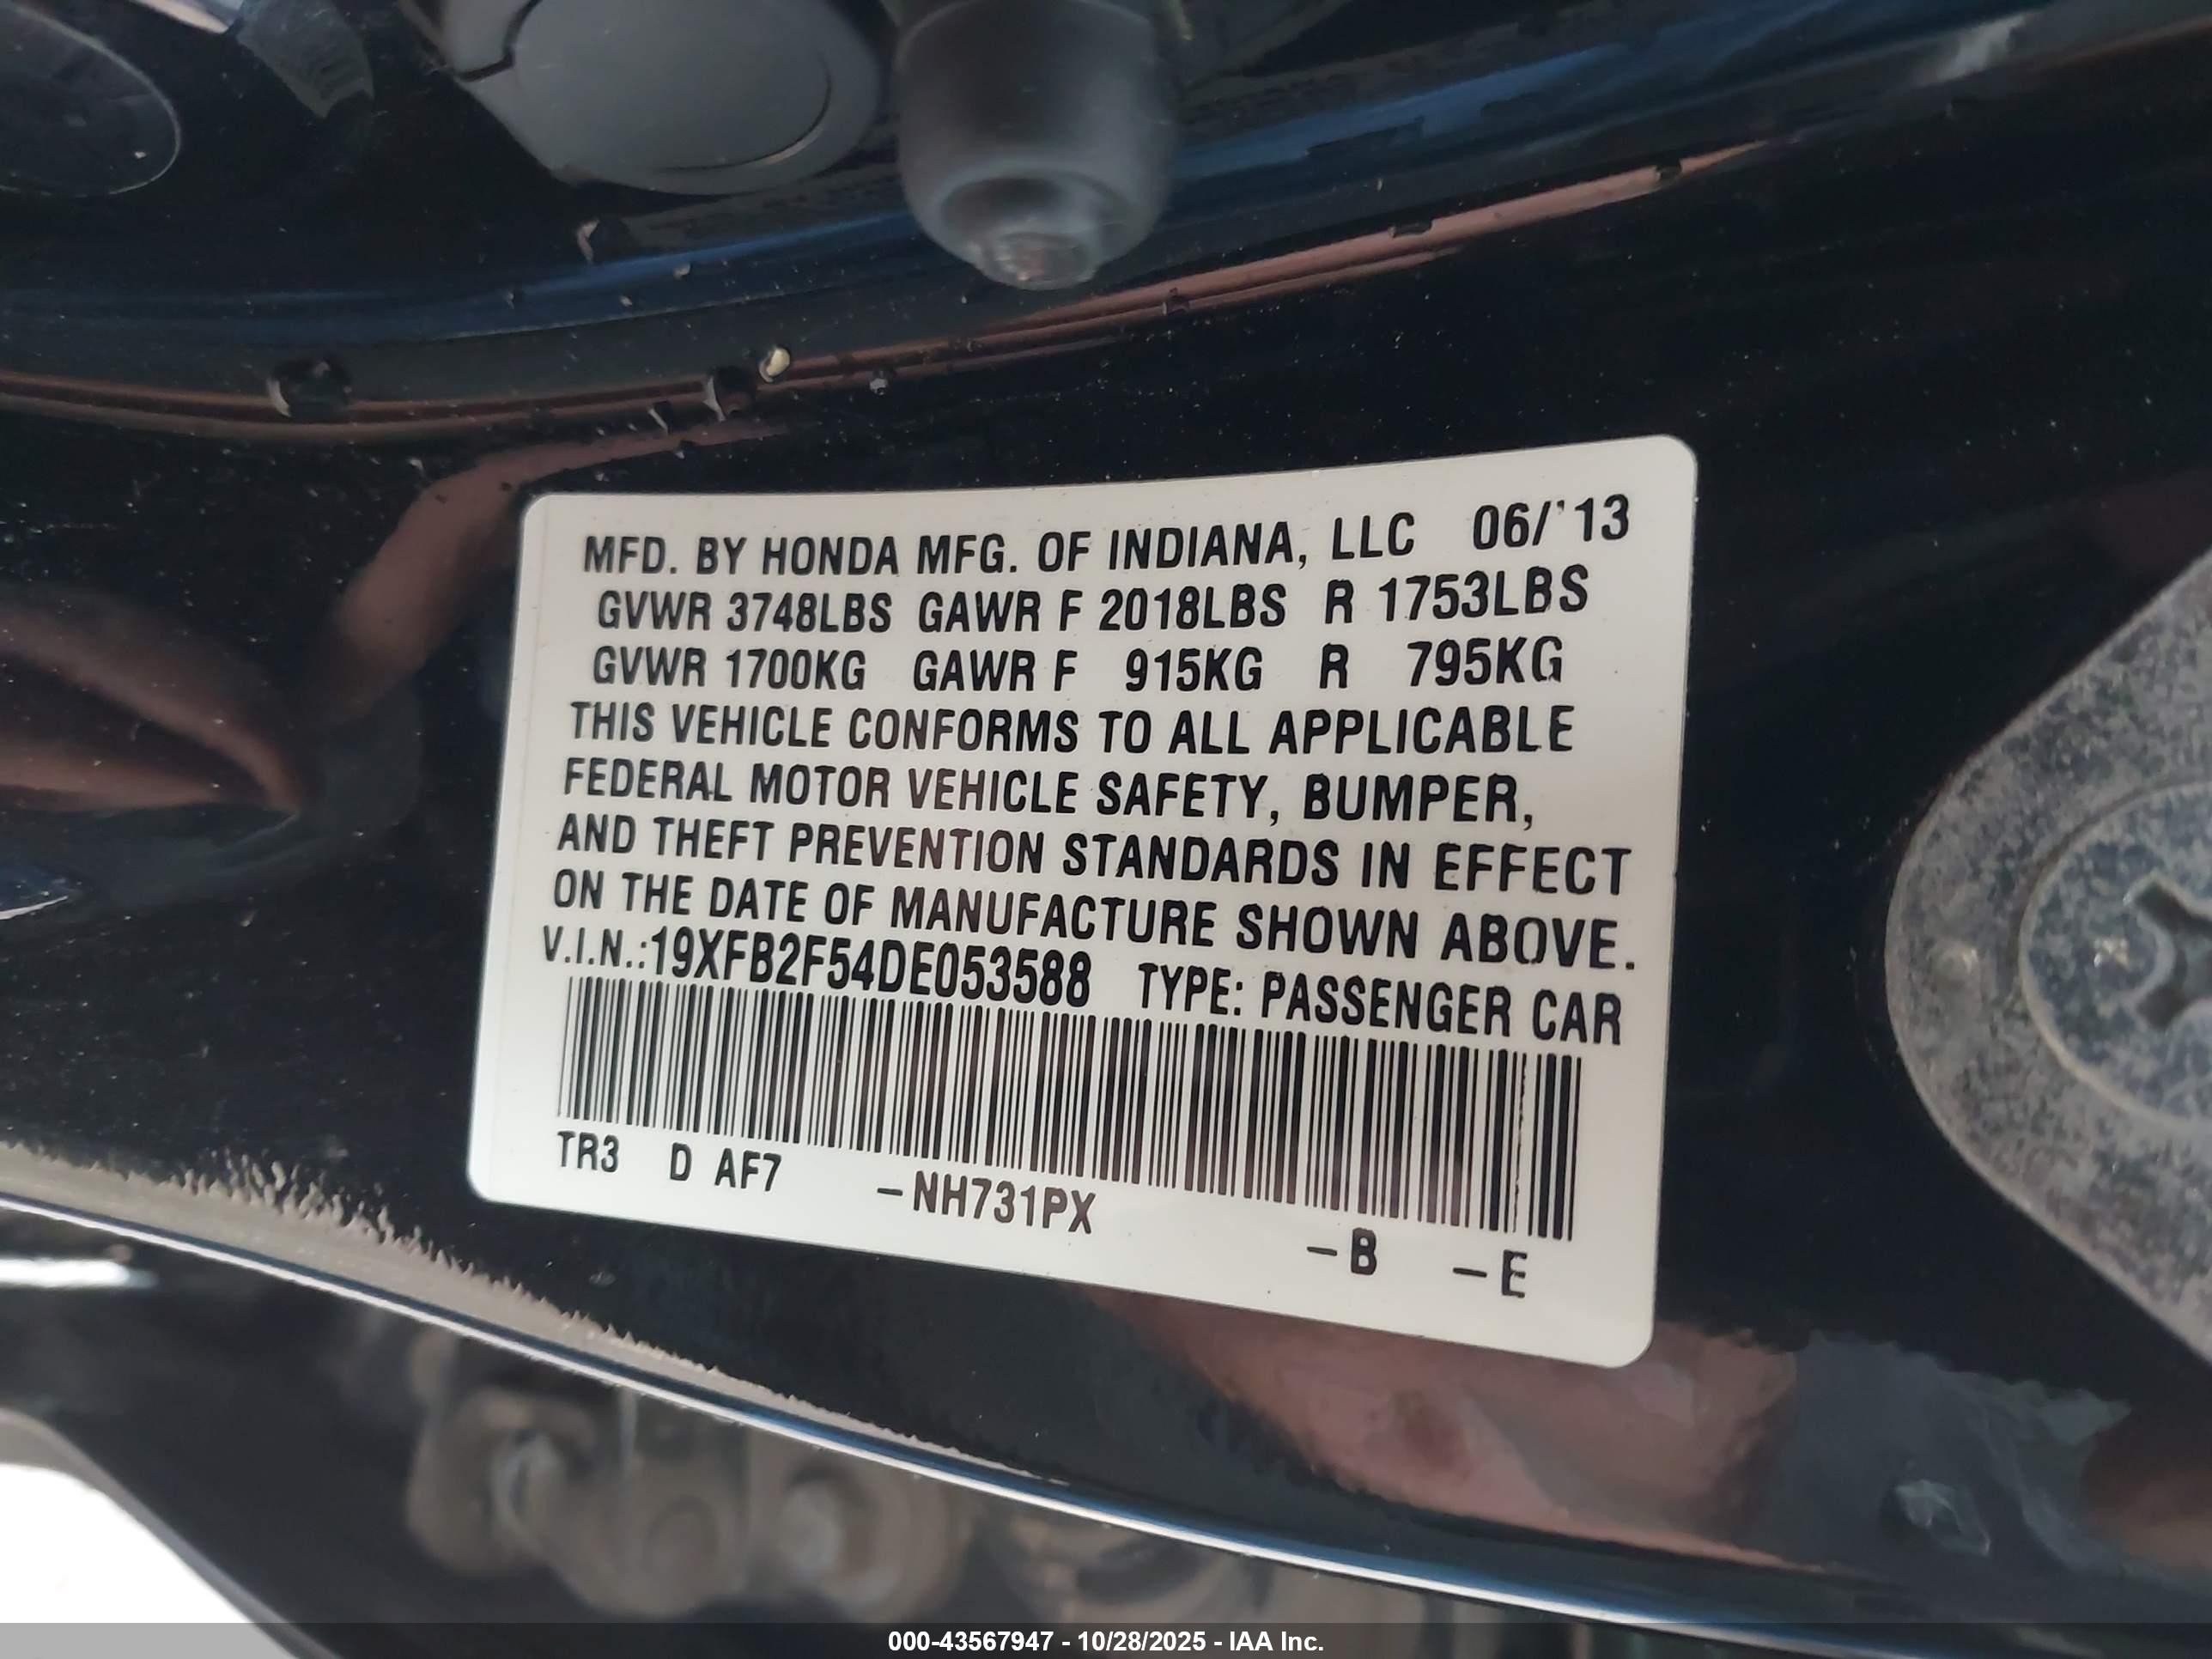 MFD. BY HONDA MFG. OF INDIANA, LLC 06/'13
GVWR 3748LBS GAWR F 2018LBS R 1753LBS
GVWR 1700KG GAWR F 915KG R 795KG
THIS VEHICLE CONFORMS TO ALL APPLICABLE
FEDERAL MOTOR VEHICLE SAFETY, BUMPER,
AND THEFT PREVENTION STANDARDS IN EFFECT
ON THE DATE OF MANUFACTURE SHOWN ABOVE.
V.I.N.:19XFB2F54DE053588 TYPE: PASSENGER CAR
TR3 D AF7 -NH731PX -B -E
000-43567947 - 10/28/2025 - IAA Inc.